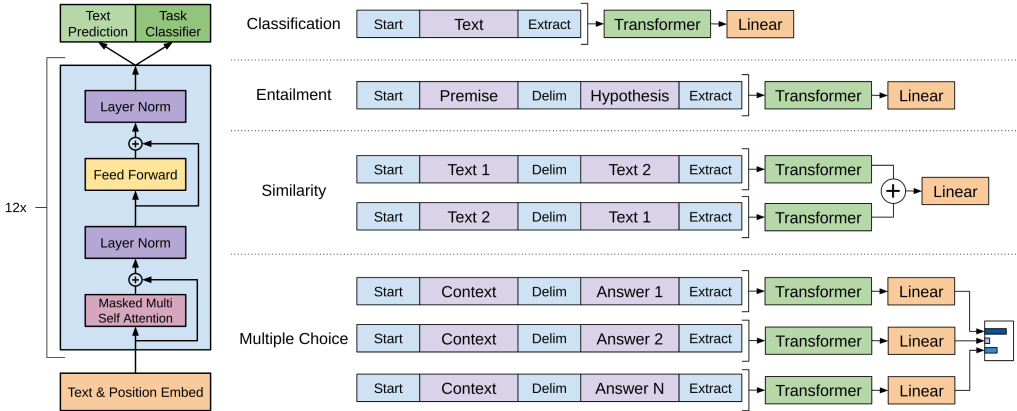 Text
Prediction
Task
Classifier
Layer Norm
+
Feed Forward
12x
Layer Norm
+
Masked Multi
Self Attention
Text & Position Embed
Classification
Start Text Extract Transformer Linear
Entailment
Start Premise Delim Hypothesis Extract Transformer Linear
Similarity
Start Text 1 Delim Text 2 Extract Transformer
+ Linear
Start Text 2 Delim Text 1 Extract Transformer
Multiple Choice
Start Context Delim Answer 1 Extract Transformer Linear
Start Context Delim Answer 2 Extract Transformer Linear
Start Context Delim Answer N Extract Transformer Linear